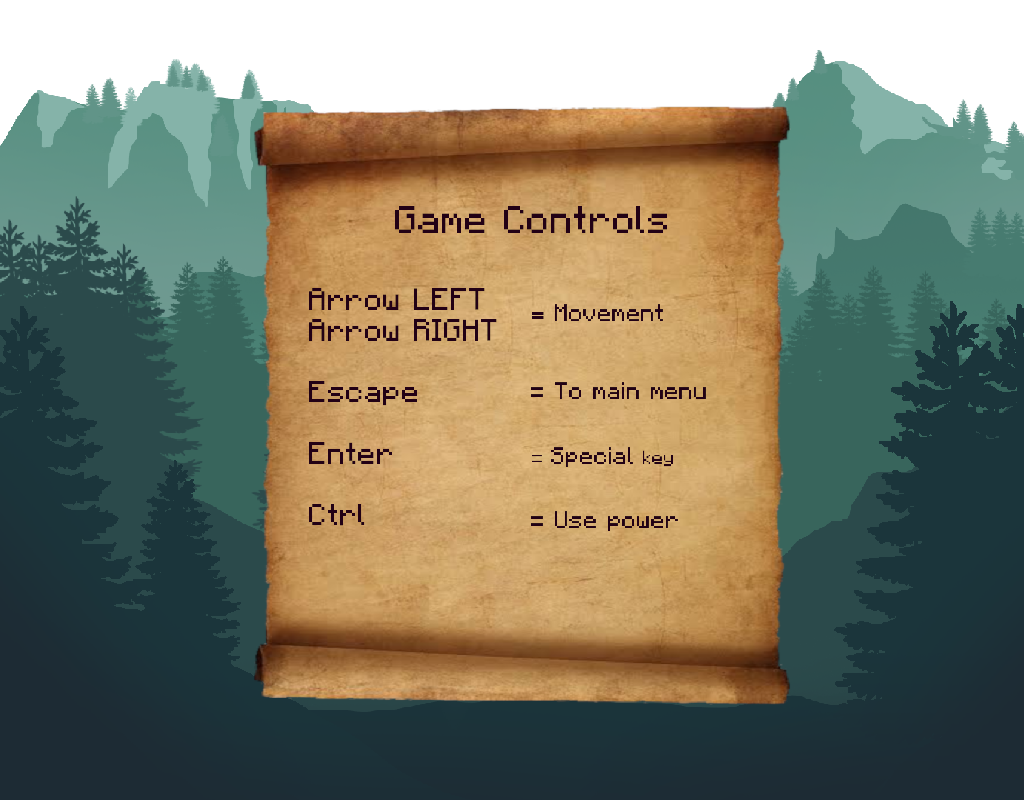 Game Controls
Arrow LEFT
Arrow RIGHT
= Movement
Escape = To main menu
Enter = Special key
Ctrl = Use power